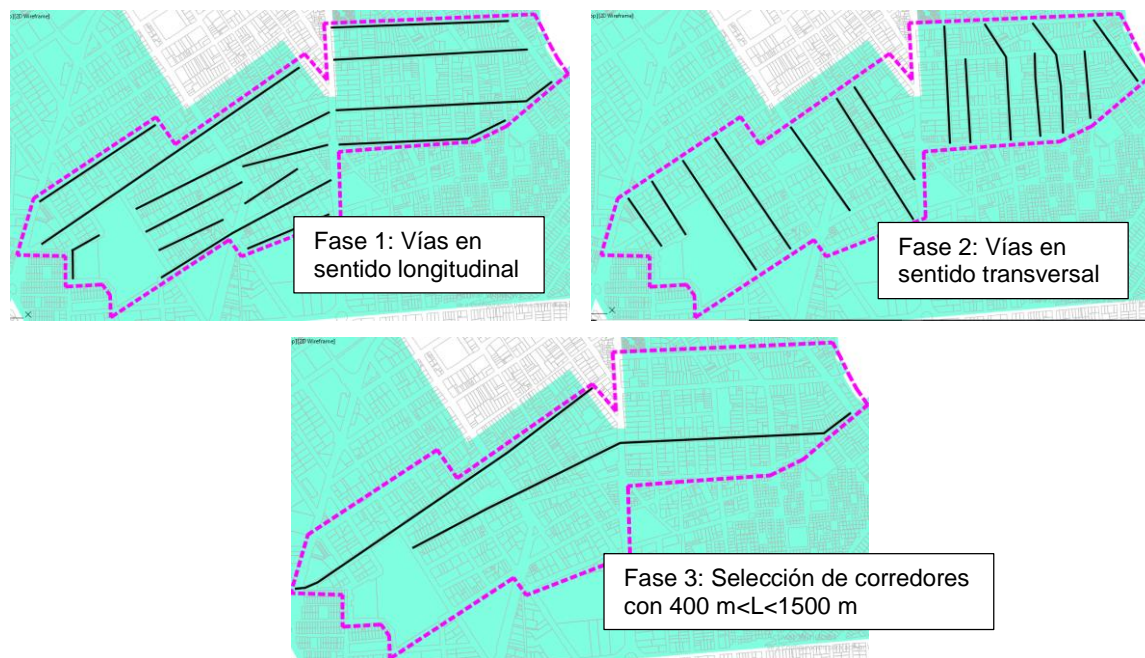 Fase 1: Vías en
sentido longitudinal
Fase 2: Vías en
sentido transversal
Fase 3: Selección de corredores
con 400 m<L<1500 m